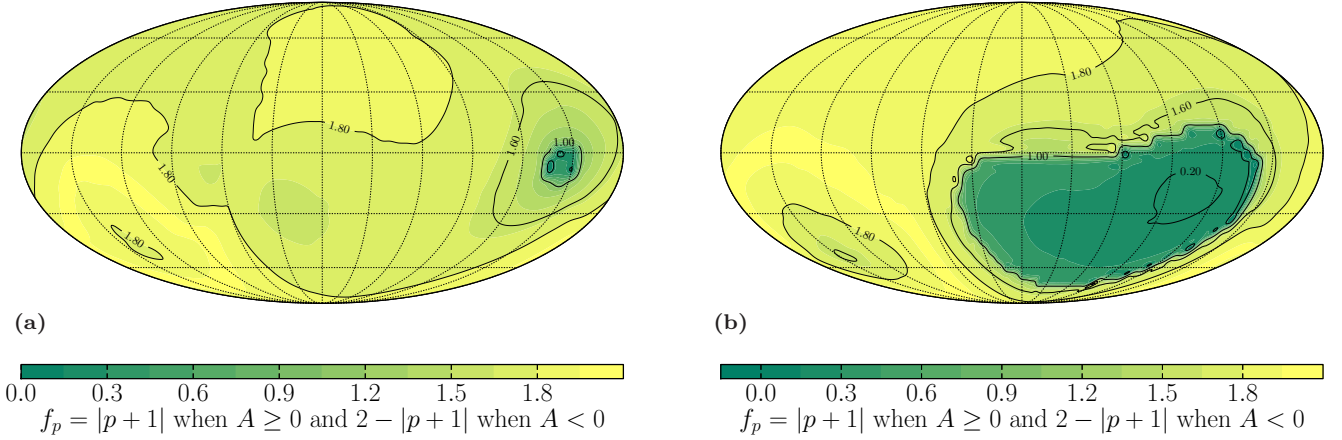 1.80
1.00
1.00
1.80
1.80
1.80
1.60
1.00
0.20
1.80
(a)
(b)
0.0 0.3 0.6 0.9 1.2 1.5 1.8
0.0 0.3 0.6 0.9 1.2 1.5 1.8
f_p = |p + 1| when A ≥ 0 and 2 − |p + 1| when A < 0
f_p = |p + 1| when A ≥ 0 and 2 − |p + 1| when A < 0